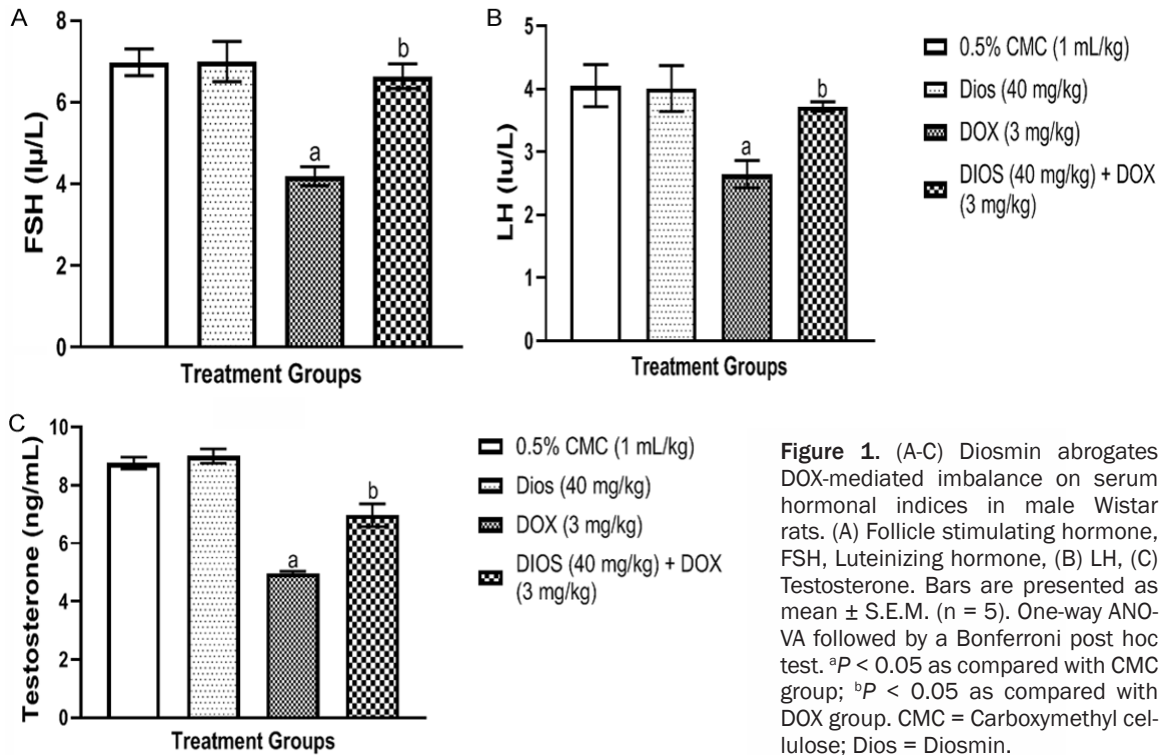 A
8
6
4
2
0
FSH (Iμ/L)
a
b
Treatment Groups
B
5
4
3
2
1
0
LH (Iu/L)
a
b
Treatment Groups
0.5% CMC (1 mL/kg)
Dios (40 mg/kg)
DOX (3 mg/kg)
DIOS (40 mg/kg) + DOX
(3 mg/kg)
C
10
8
6
4
2
0
Testosterone (ng/mL)
a
b
Treatment Groups
0.5% CMC (1 mL/kg)
Dios (40 mg/kg)
DOX (3 mg/kg)
DIOS (40 mg/kg) + DOX
(3 mg/kg)
Figure 1. (A-C) Diosmin abrogates
DOX-mediated imbalance on serum
hormonal indices in male Wistar
rats. (A) Follicle stimulating hormone,
FSH, Luteinizing hormone, (B) LH, (C)
Testosterone. Bars are presented as
mean ± S.E.M. (n = 5). One-way ANO-
VA followed by a Bonferroni post hoc
test. ᵃP < 0.05 as compared with CMC
group; ᵇP < 0.05 as compared with
DOX group. CMC = Carboxymethyl cel-
lulose; Dios = Diosmin.